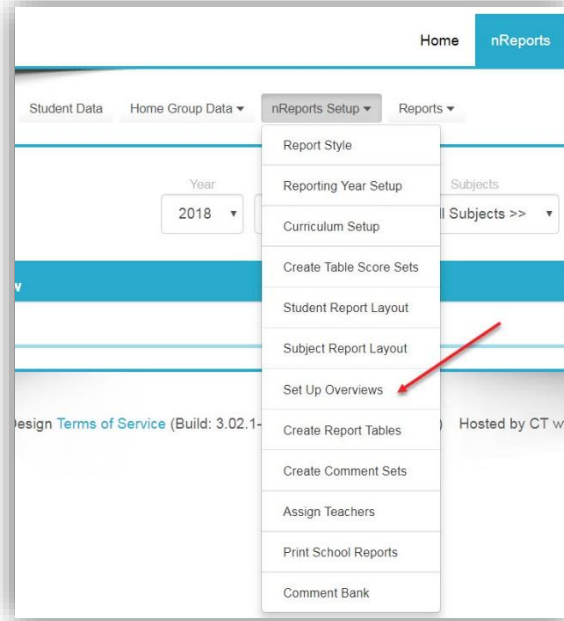 Home nReports
Student Data Home Group Data ▾ nReports Setup ▾ Reports ▾
Report Style
Reporting Year Setup
Curriculum Setup
Create Table Score Sets
Student Report Layout
Subject Report Layout
Set Up Overviews
Create Report Tables
Create Comment Sets
Assign Teachers
Print School Reports
Comment Bank
Year Subjects
2018 ▾ ll Subjects >> ▾
w
Design Terms of Service (Build: 3.02.1- ) Hosted by CT w